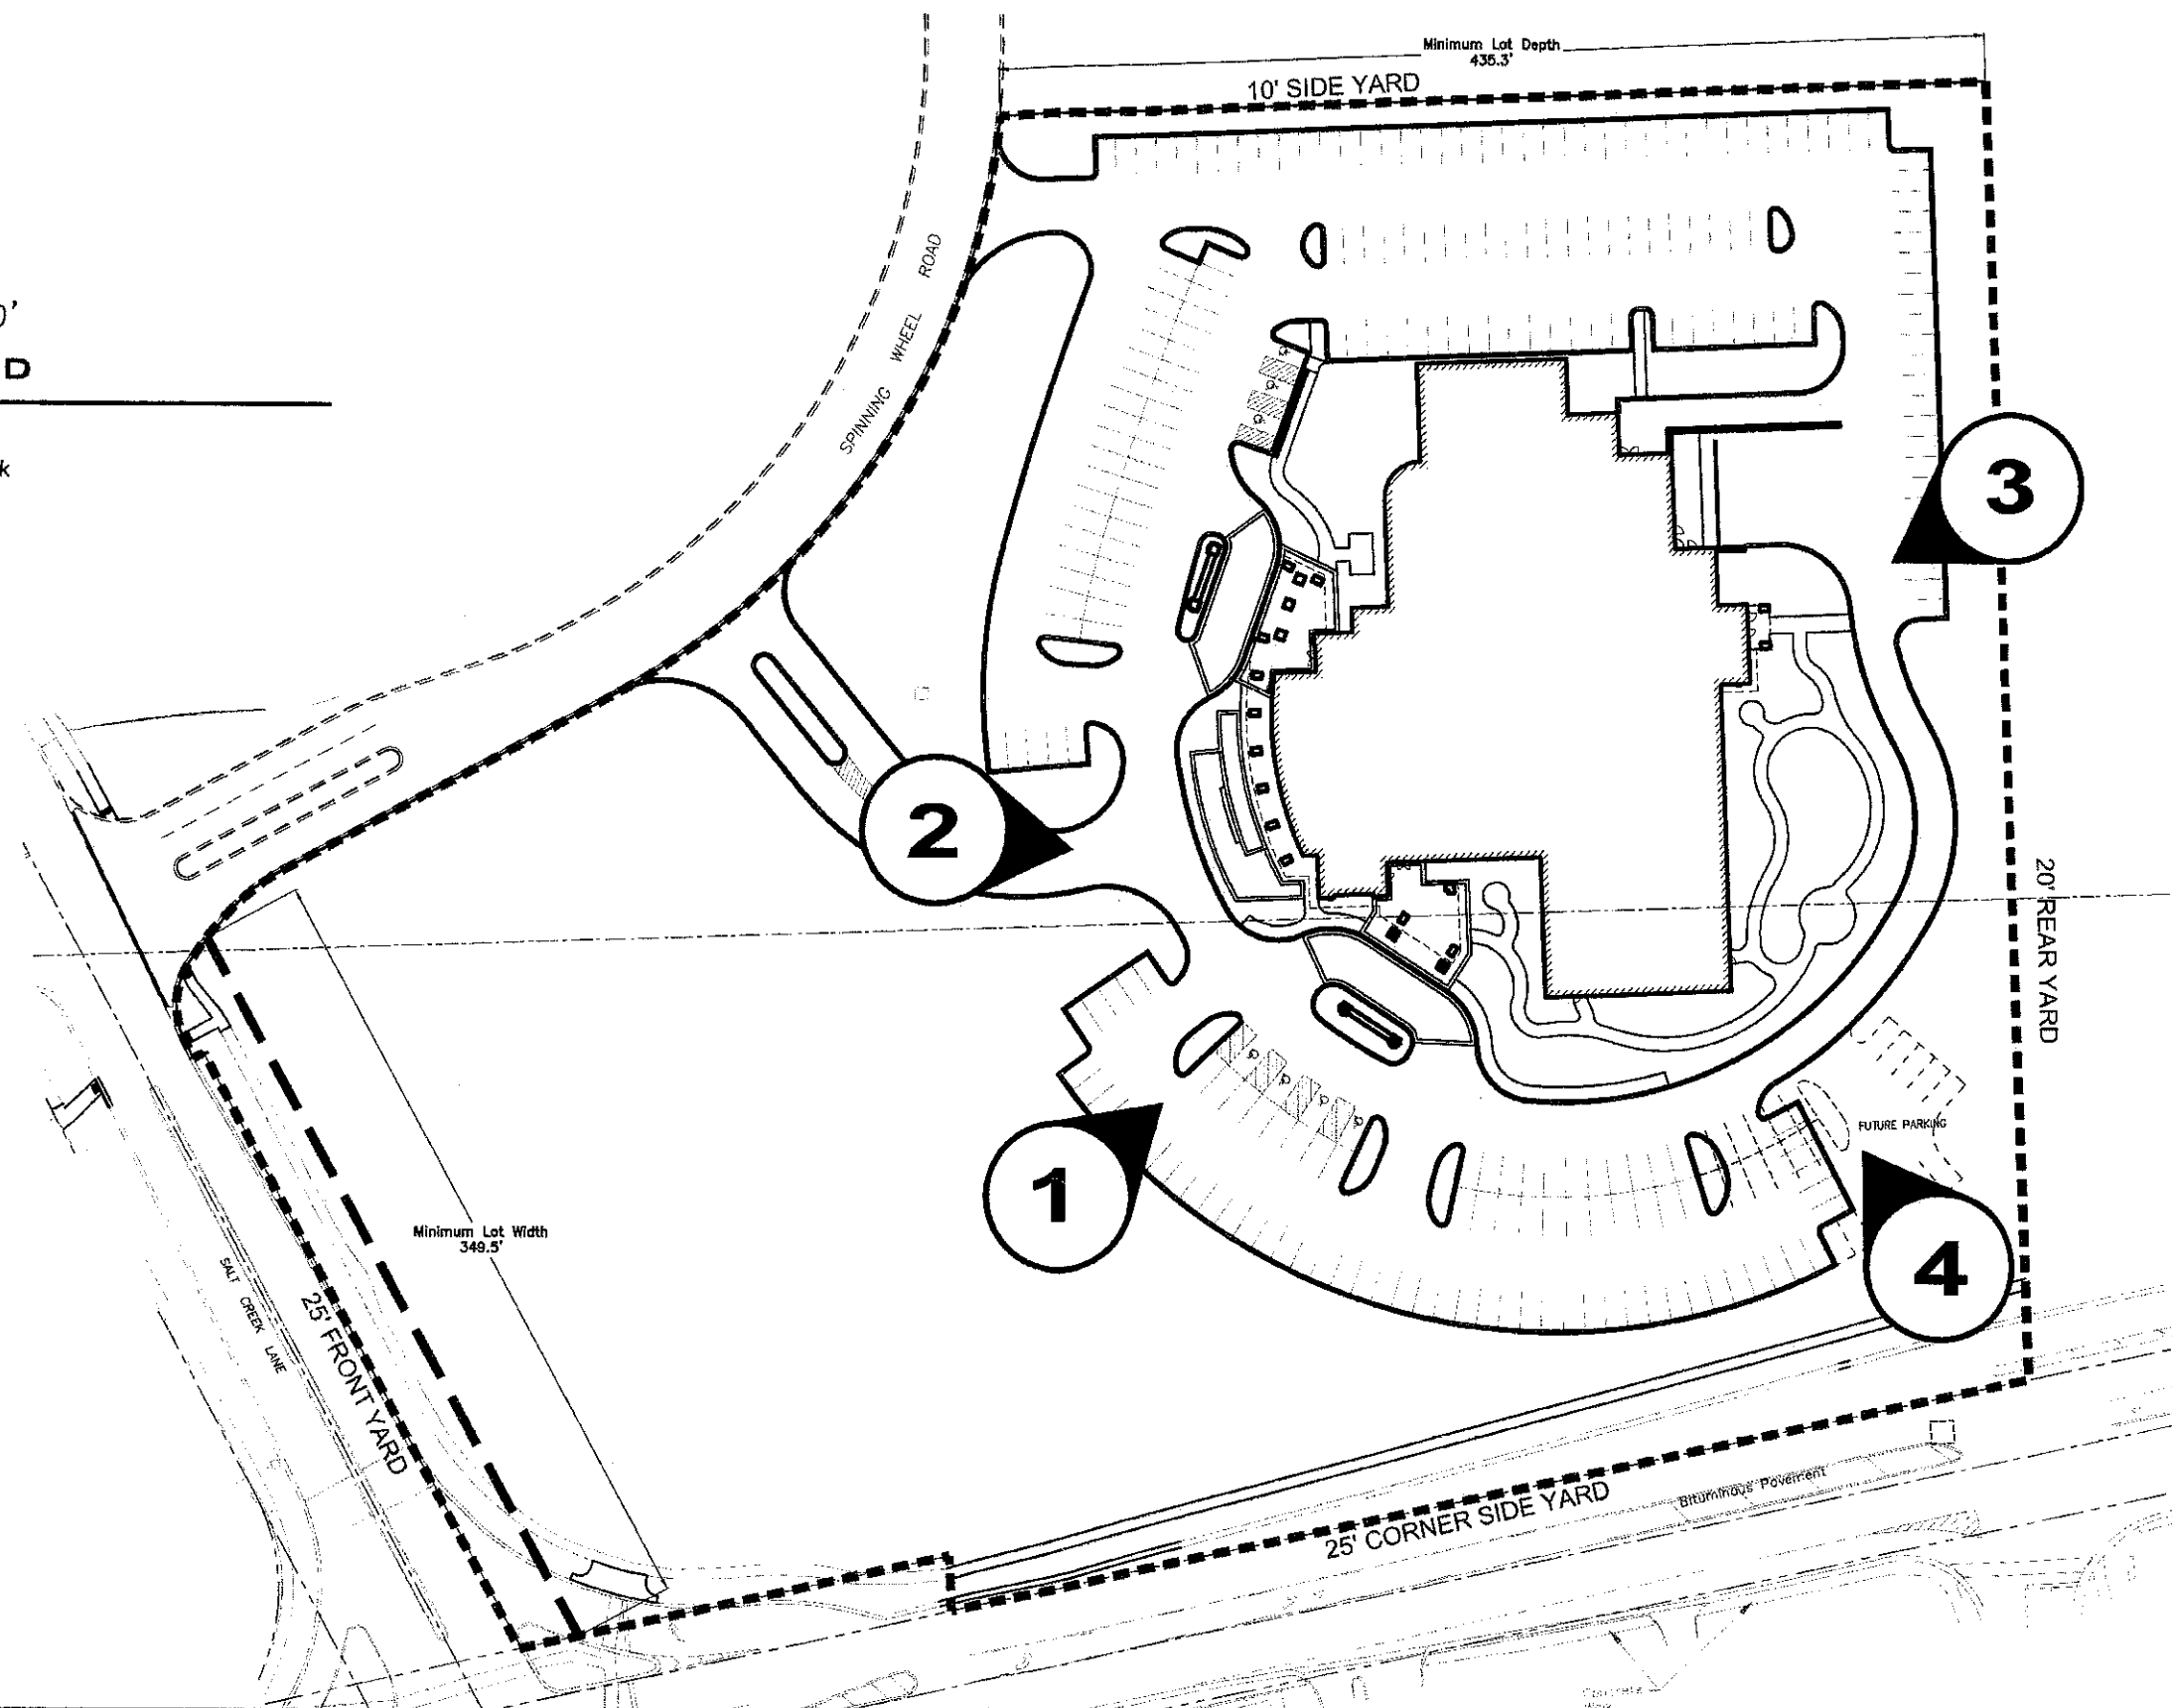 Minimum Lot Depth
435.3'
10' SIDE YARD
0'
D
k
SPINNING WHEEL ROAD
3
2
20' REAR YARD
FUTURE PARKING
1
4
Minimum Lot Width
349.5'
SALT CREEK LANE
25' FRONT YARD
25' CORNER SIDE YARD
Bituminous Pavement
Concrete